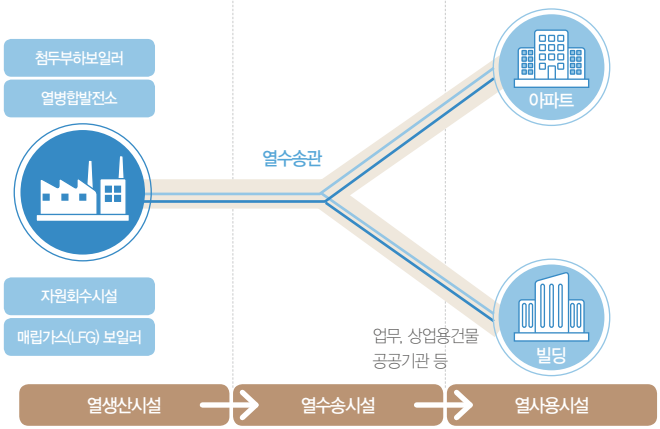 첨두부하보일러
열병합발전소
자원회수시설
매립가스(LFG) 보일러
열수송관
아파트
업무, 상업용건물
공공기관 등
빌딩
열생산시설
열수송시설
열사용시설